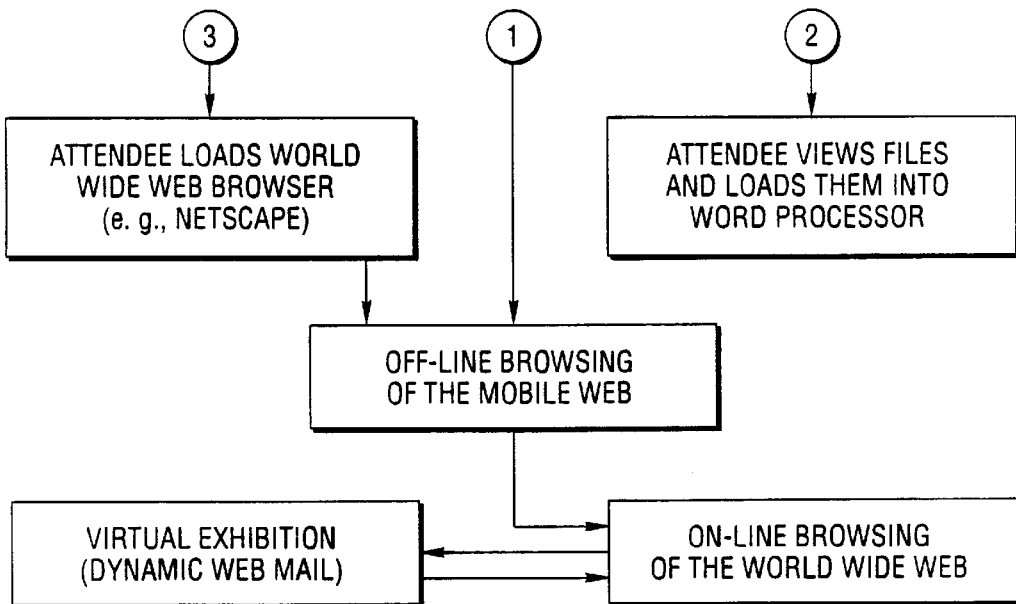 3
1
2
ATTENDEE LOADS WORLD
WIDE WEB BROWSER
(e. g., NETSCAPE)
ATTENDEE VIEWS FILES
AND LOADS THEM INTO
WORD PROCESSOR
OFF-LINE BROWSING
OF THE MOBILE WEB
VIRTUAL EXHIBITION
(DYNAMIC WEB MAIL)
ON-LINE BROWSING
OF THE WORLD WIDE WEB